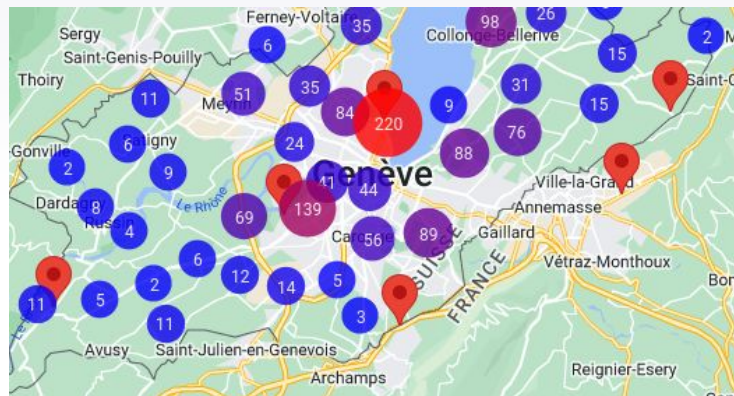 Ferney-Voltaire
35
98
26
Sergy
6
Collonge-Bellerive
15
2
Saint-Genis-Pouilly
Thoiry
11
Meyrin
51
35
84
220
9
31
15
Saint-
6
Satigny
24
76
88
-Gonville
2
9
Genève
41
44
Ville-la-Grand
Dardagny
8
Russin
4
Le Rhône
69
139
Annemasse
Carouge
56
89
Gaillard
SUISSE
FRANCE
Vétraz-Monthoux
6
12
14
5
2
5
11
3
11
Bon
Avusy
Saint-Julien-en-Genevois
Archamps
Reignier-Esery